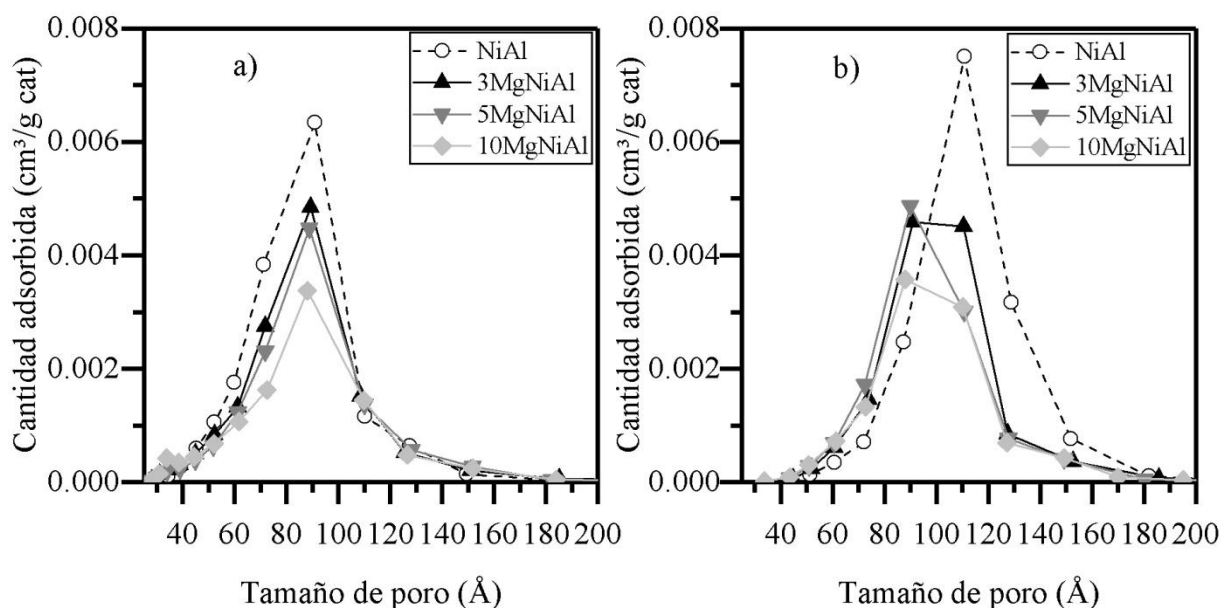 a)
NiAl
3MgNiAl
5MgNiAl
10MgNiAl
Cantidad adsorbida (cm³/g cat)
0.008
0.006
0.004
0.002
0.000
40 60 80 100 120 140 160 180 200
Tamaño de poro (Å)
b)
NiAl
3MgNiAl
5MgNiAl
10MgNiAl
Cantidad adsorbida (cm³/g cat)
0.008
0.006
0.004
0.002
0.000
40 60 80 100 120 140 160 180 200
Tamaño de poro (Å)